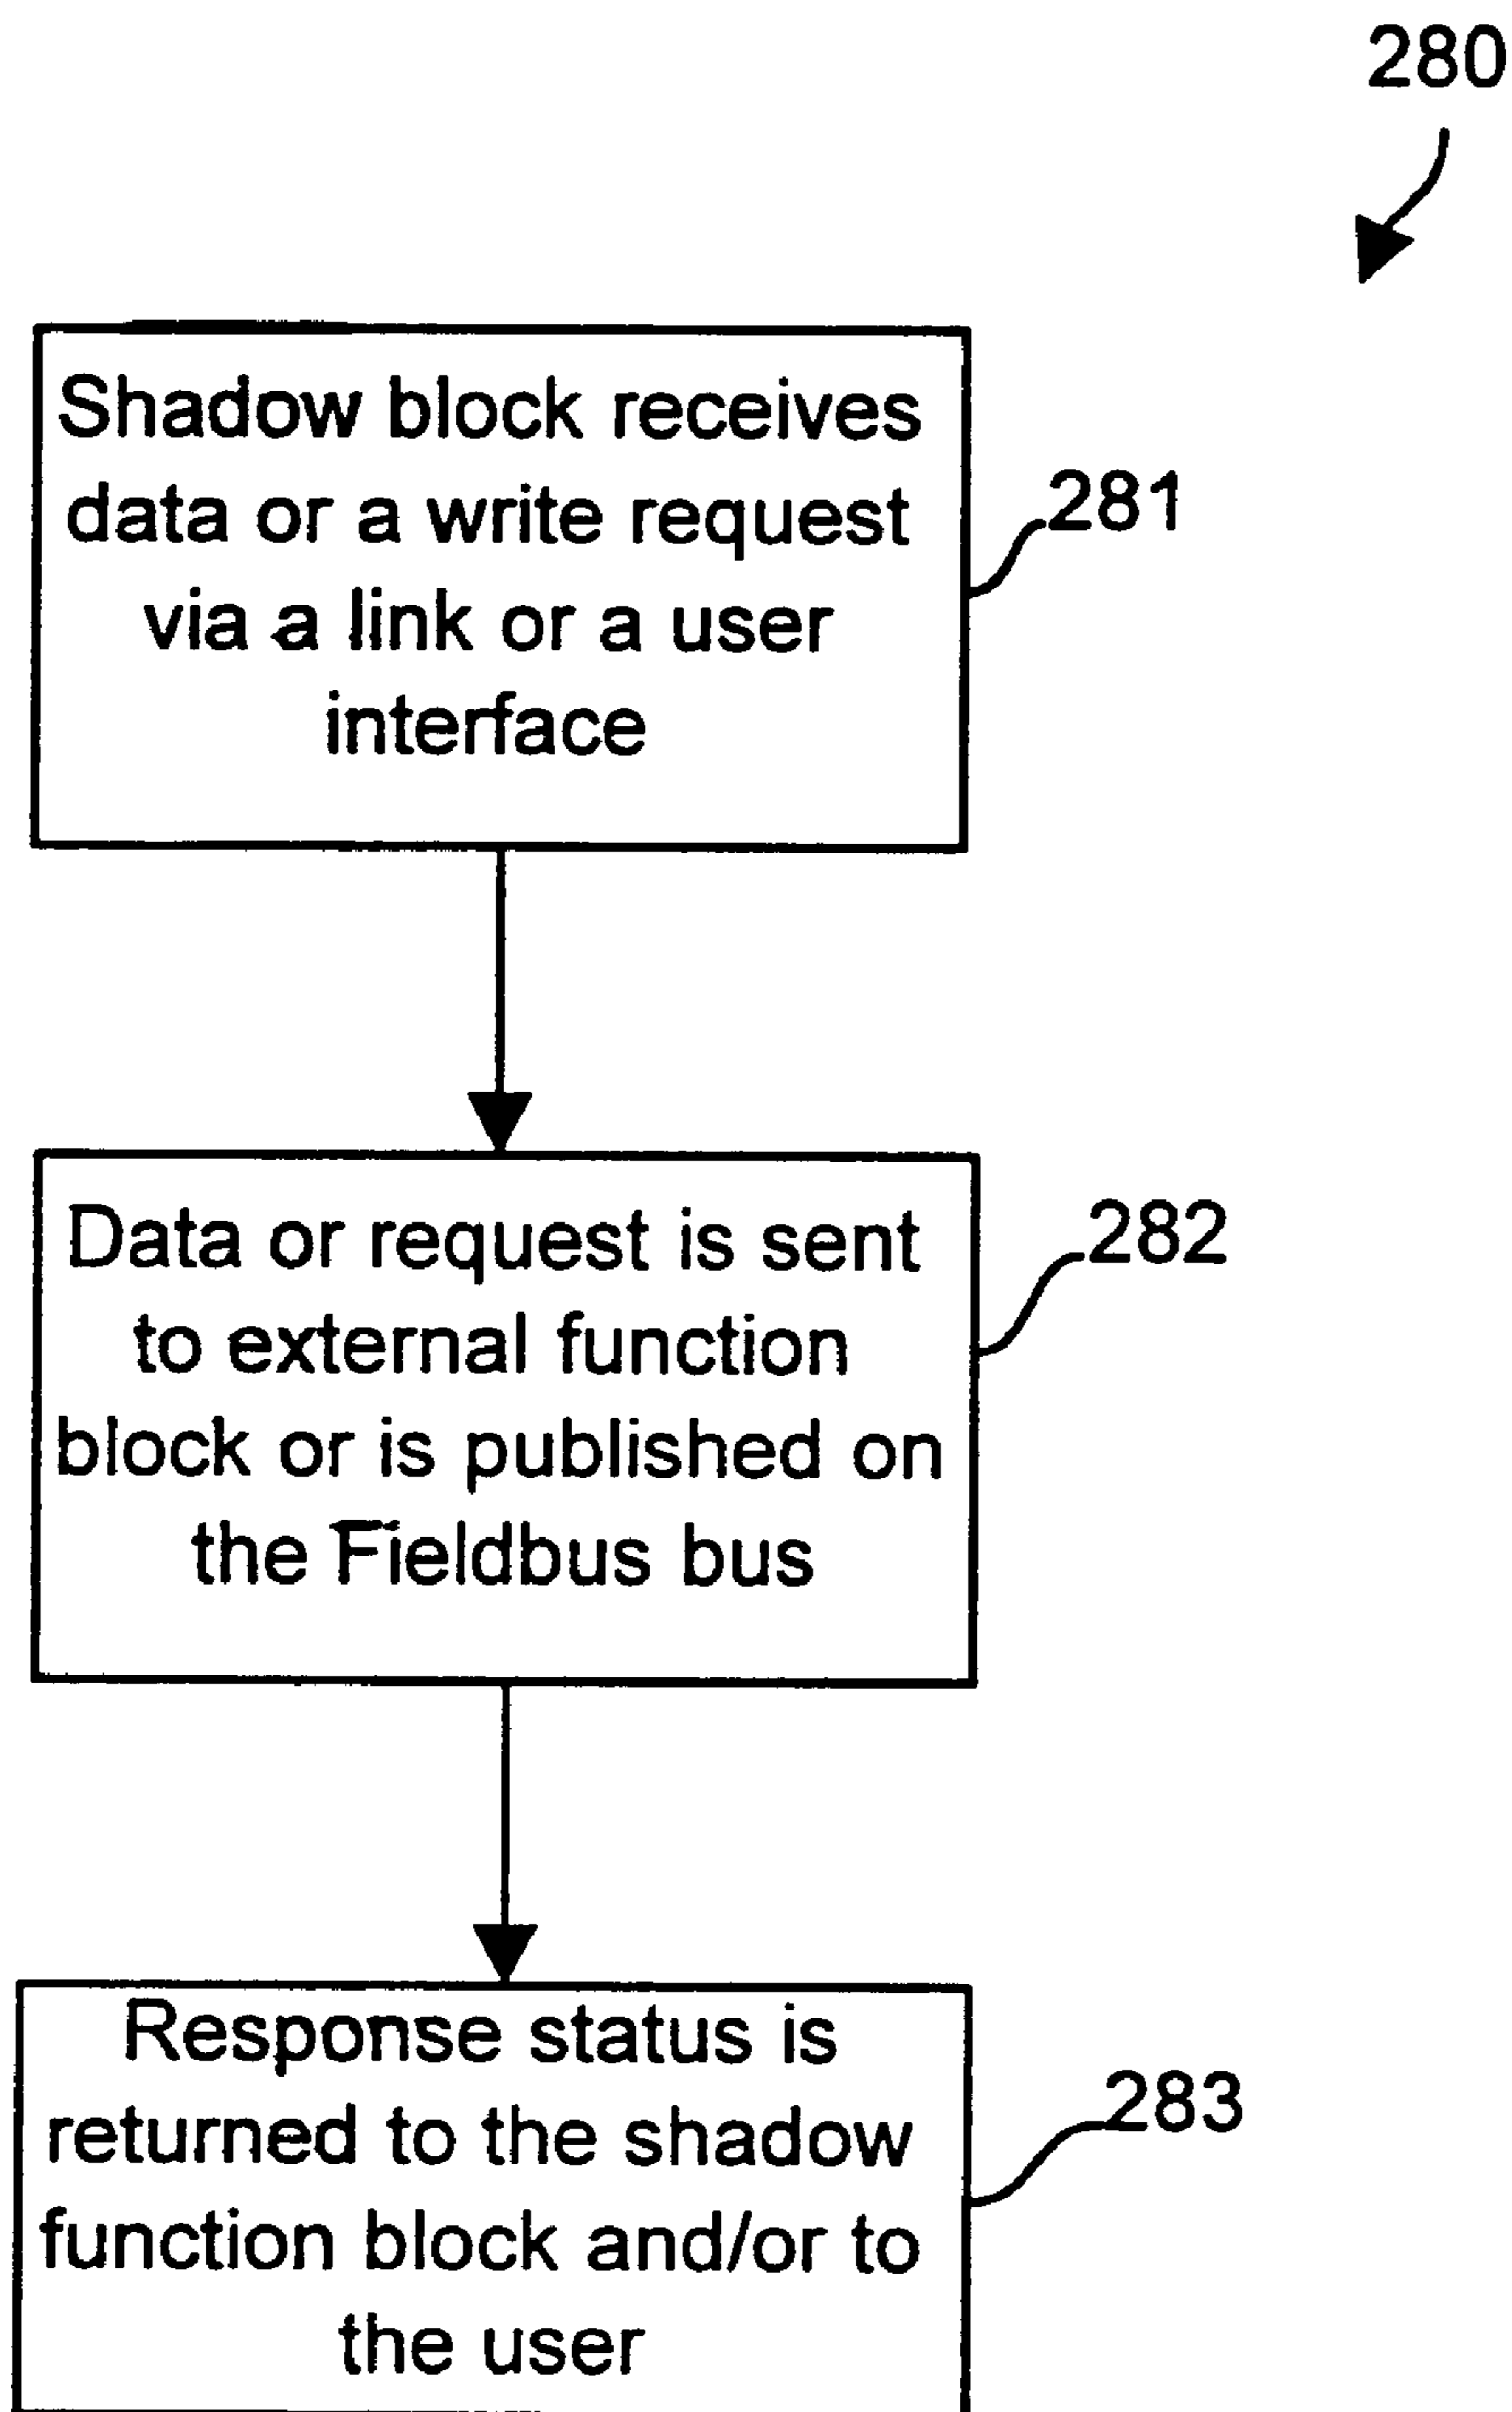 280
Shadow block receives
data or a write request
via a link or a user
interface
281
Data or request is sent
to external function
block or is published on
the Fieldbus bus
282
Response status is
returned to the shadow
function block and/or to
the user
283